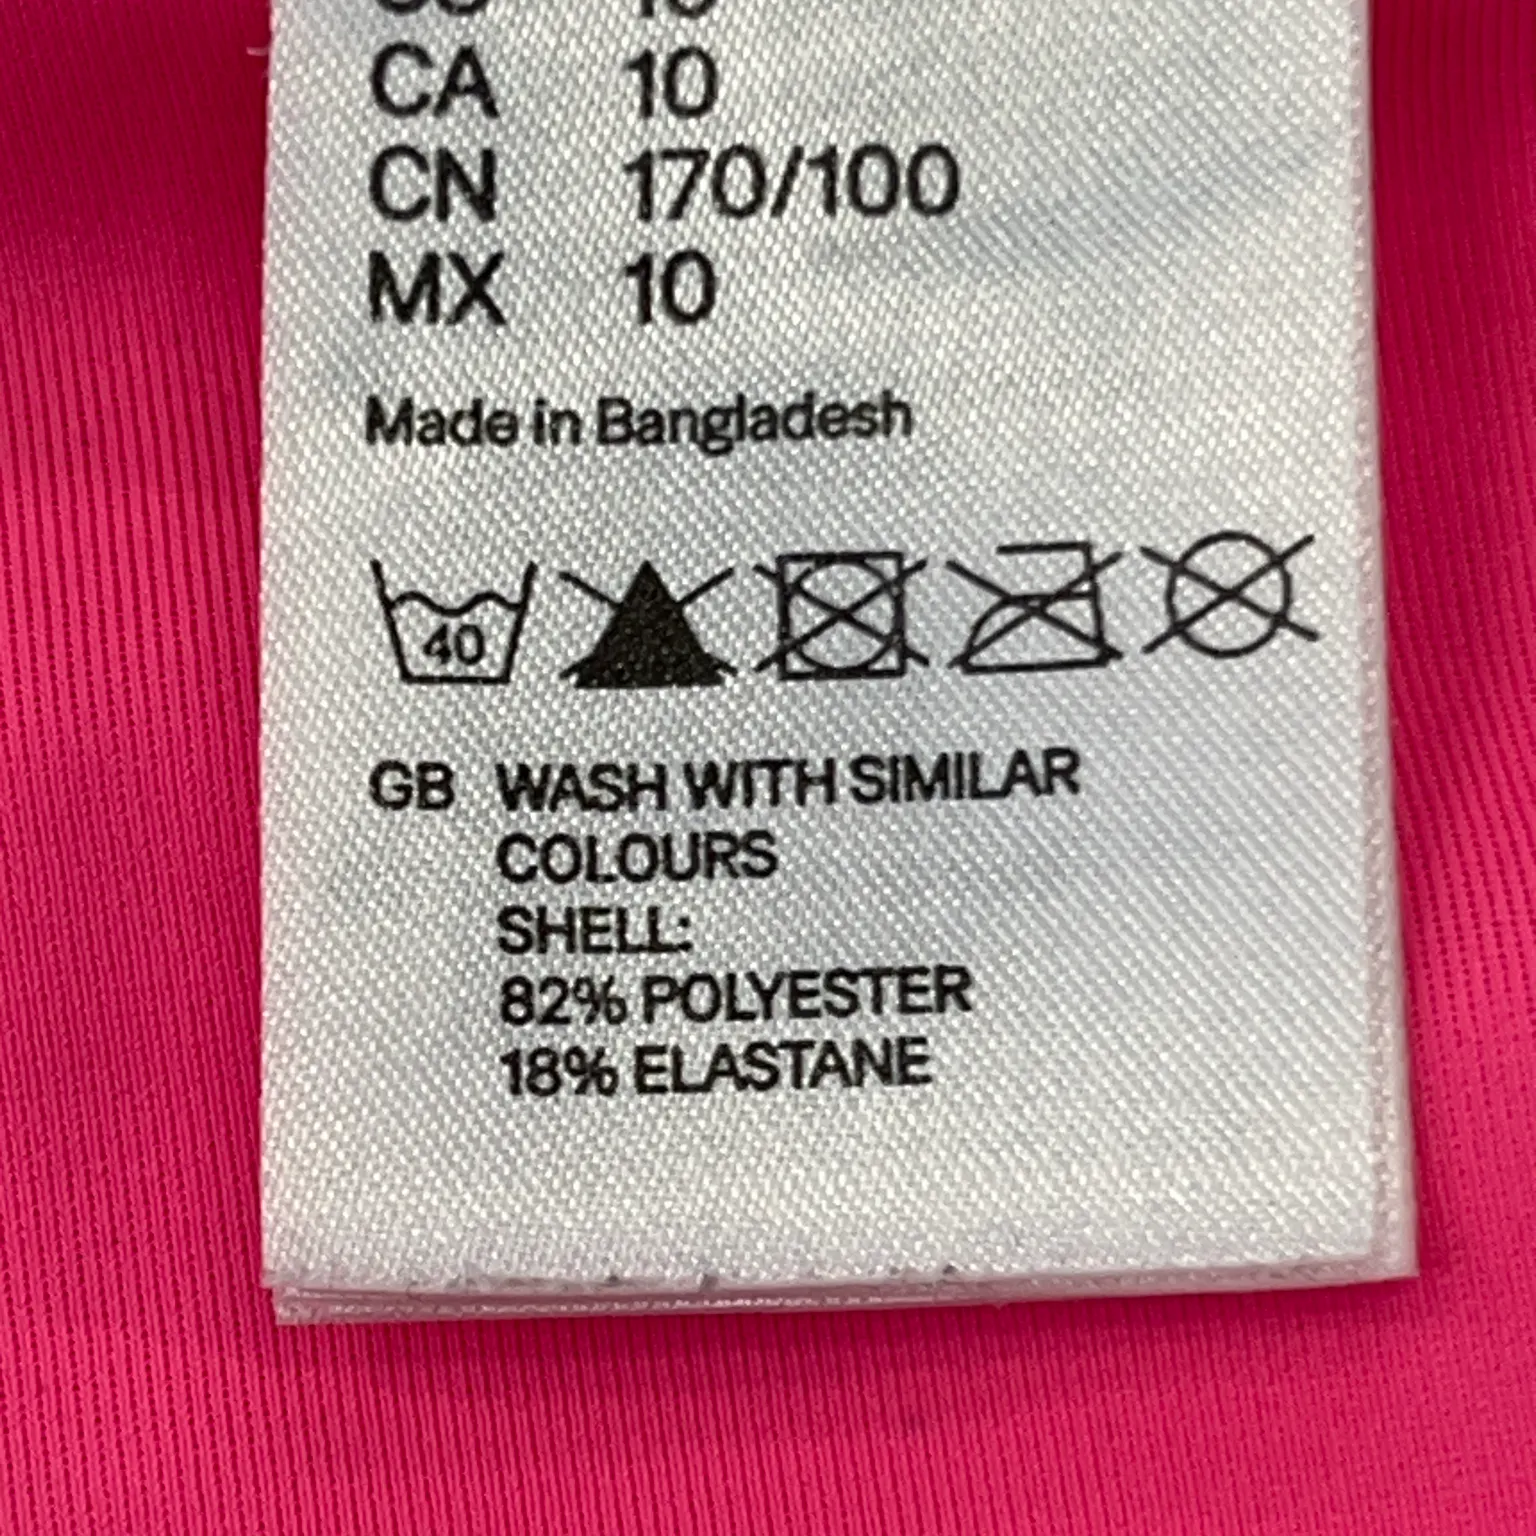 CA 10
CN 170/100
MX 10
Made in Bangladesh
40
GB WASH WITH SIMILAR
COLOURS
SHELL:
82% POLYESTER
18% ELASTANE